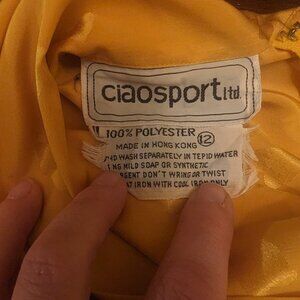 ciaosport ltd.
100% POLYESTER
MADE IN HONG KONG 12
WASH SEPARATELY IN TEPID WATER
MILD SOAP OR SYNTHETIC
DON'T WRING OR TWIST
IRON WITH COOL IRON ONLY